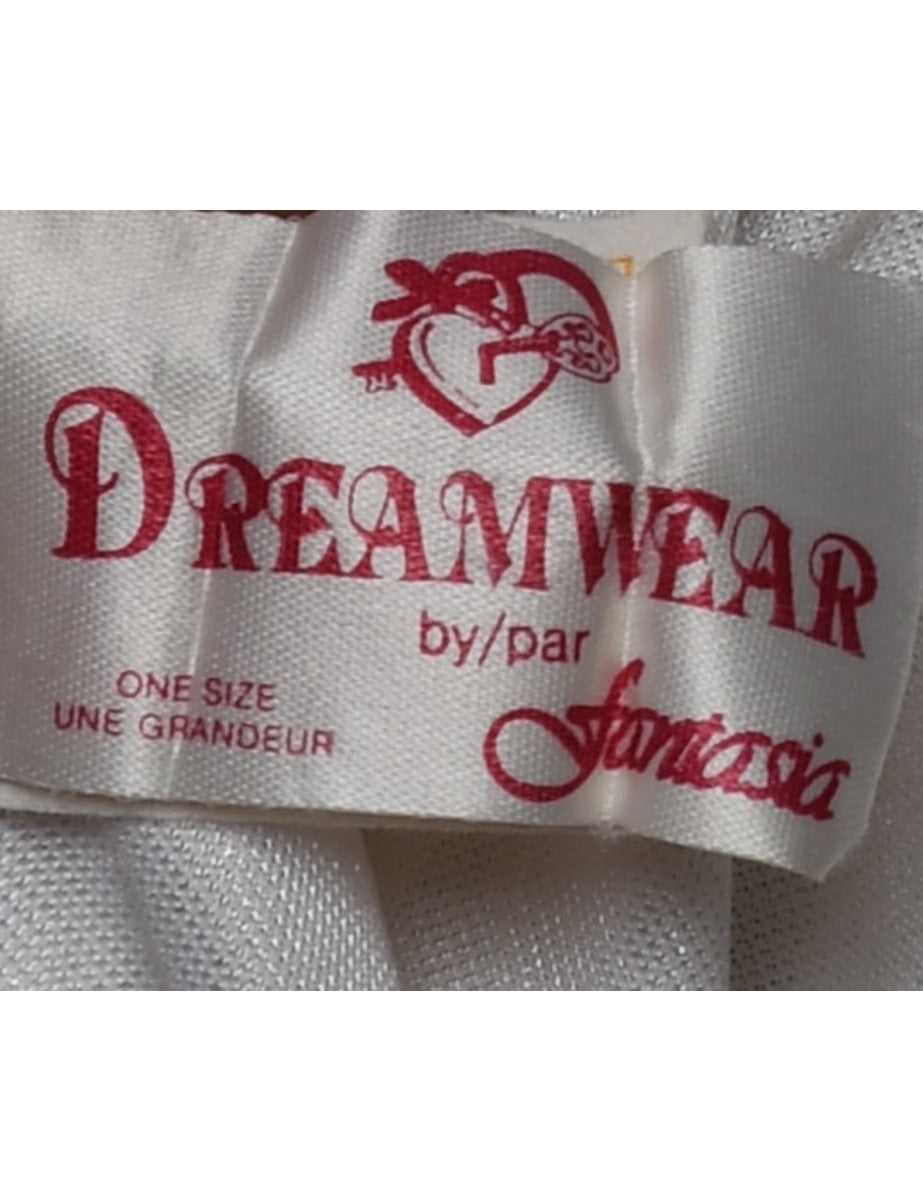 DREAMWEAR
by/par
fantasia
ONE SIZE
UNE GRANDEUR